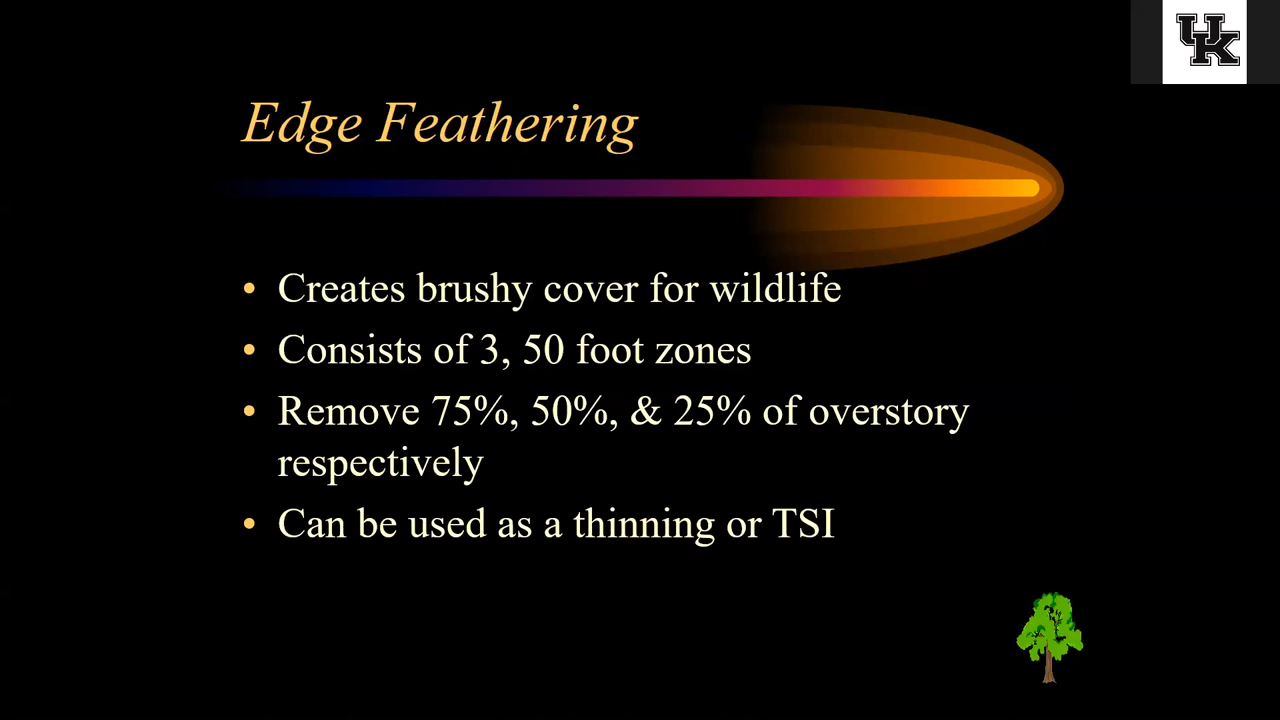 UK
Edge Feathering
• Creates brushy cover for wildlife
• Consists of 3, 50 foot zones
• Remove 75%, 50%, & 25% of overstory
respectively
• Can be used as a thinning or TSI